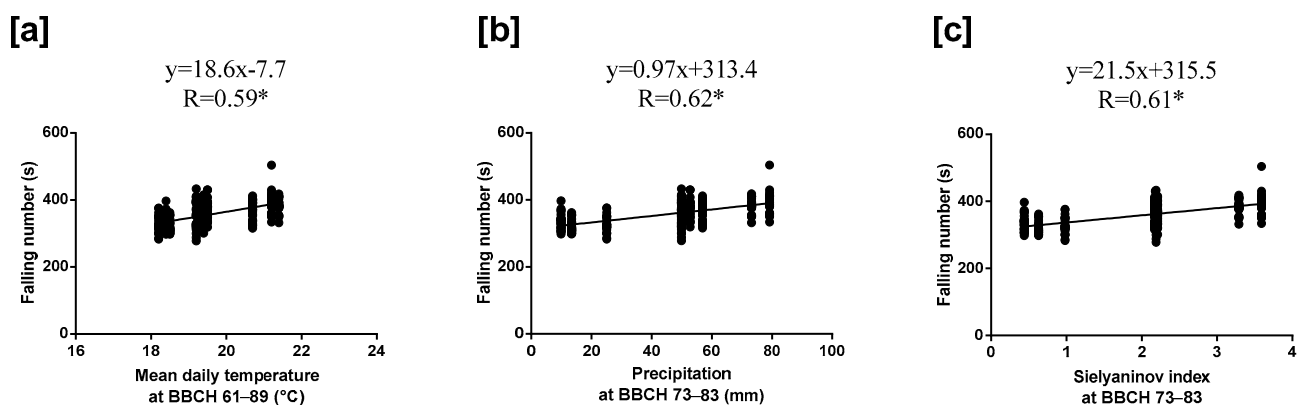 [a]
y=18.6x-7.7
R=0.59*
600
400
200
0
16
18
20
22
24
Falling number (s)
Mean daily temperature
at BBCH 61–89 (°C)
[b]
y=0.97x+313.4
R=0.62*
600
400
200
0
0
20
40
60
80
100
Falling number (s)
Precipitation
at BBCH 73–83 (mm)
[c]
y=21.5x+315.5
R=0.61*
600
400
200
0
0
1
2
3
4
Falling number (s)
Sielyaninov index
at BBCH 73–83